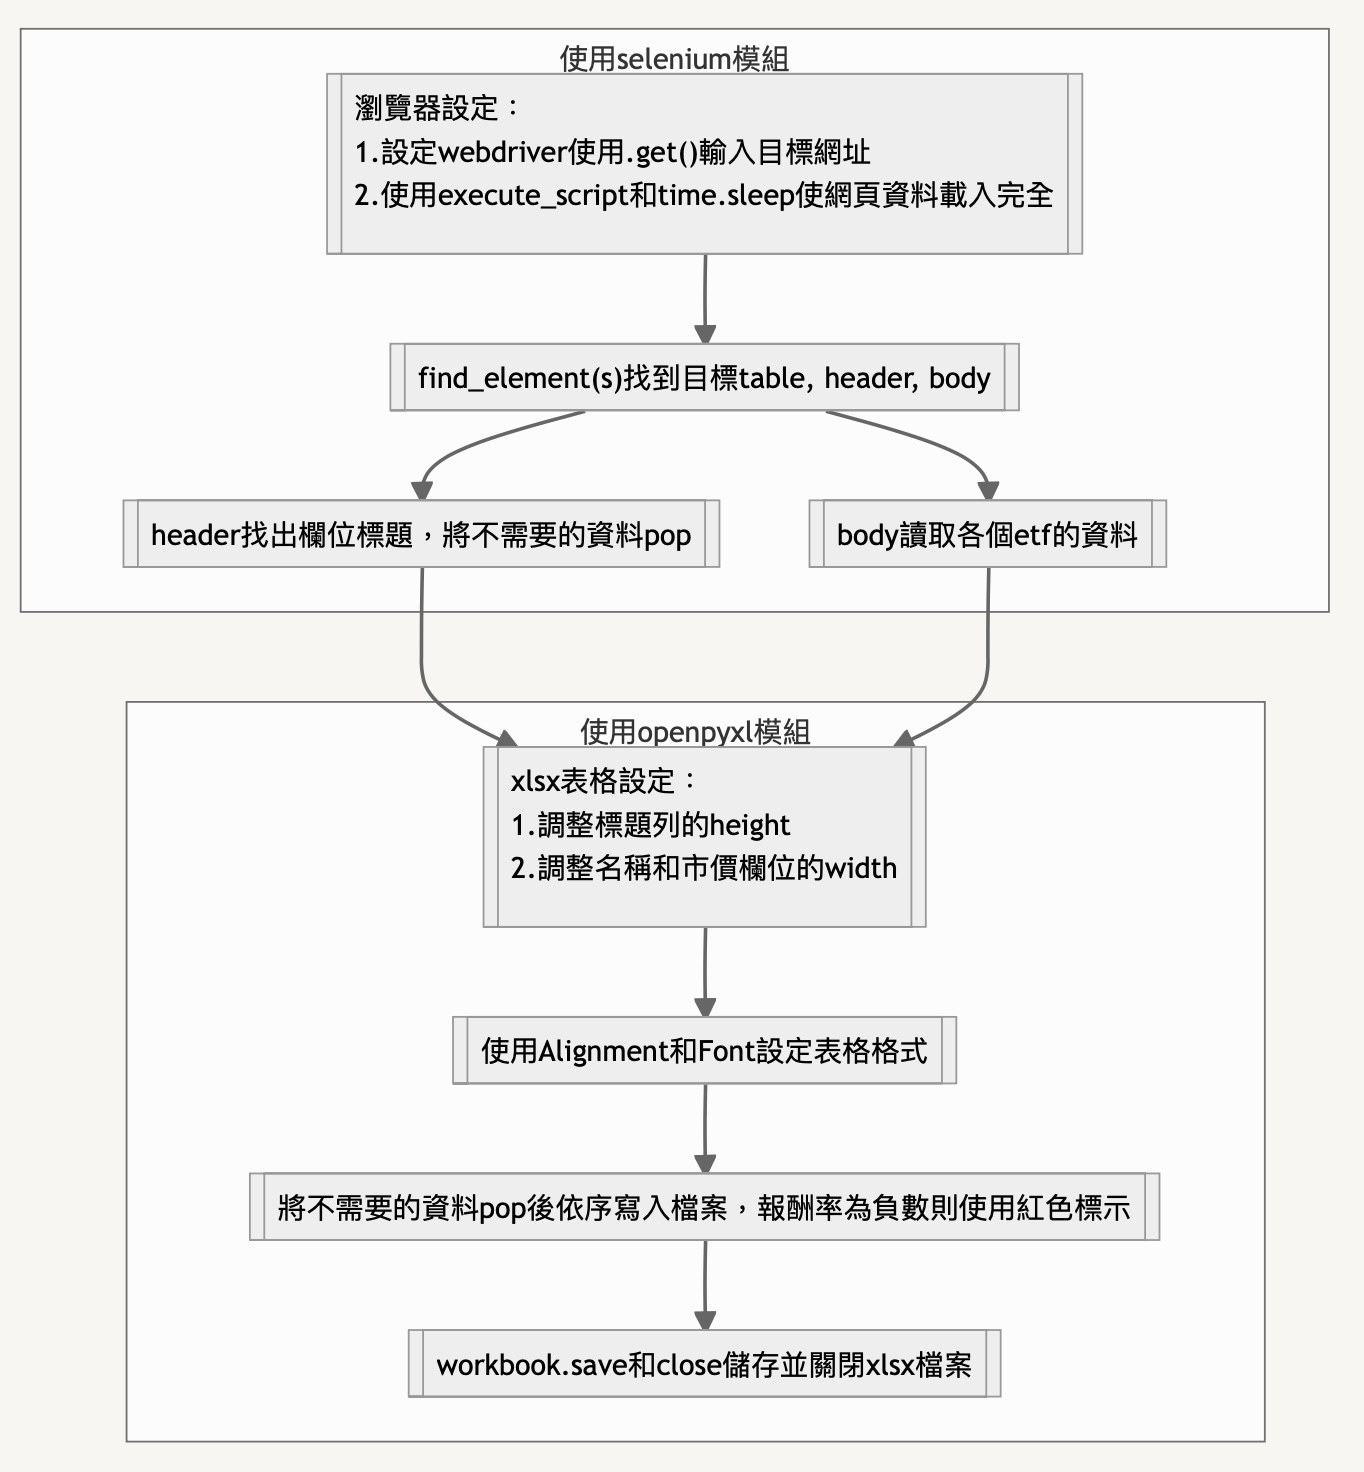 使用selenium模組
瀏覽器設定：
1.設定webdriver使用.get()輸入目標網址
2.使用execute_script和time.sleep使網頁資料載入完全
find_element(s)找到目標table, header, body
header找出欄位標題，將不需要的資料pop
body讀取各個etf的資料
使用openpyxl模組
xlsx表格設定：
1.調整標題列的height
2.調整名稱和市價欄位的width
使用Alignment和Font設定表格格式
將不需要的資料pop後依序寫入檔案，報酬率為負數則使用紅色標示
workbook.save和close儲存並關閉xlsx檔案